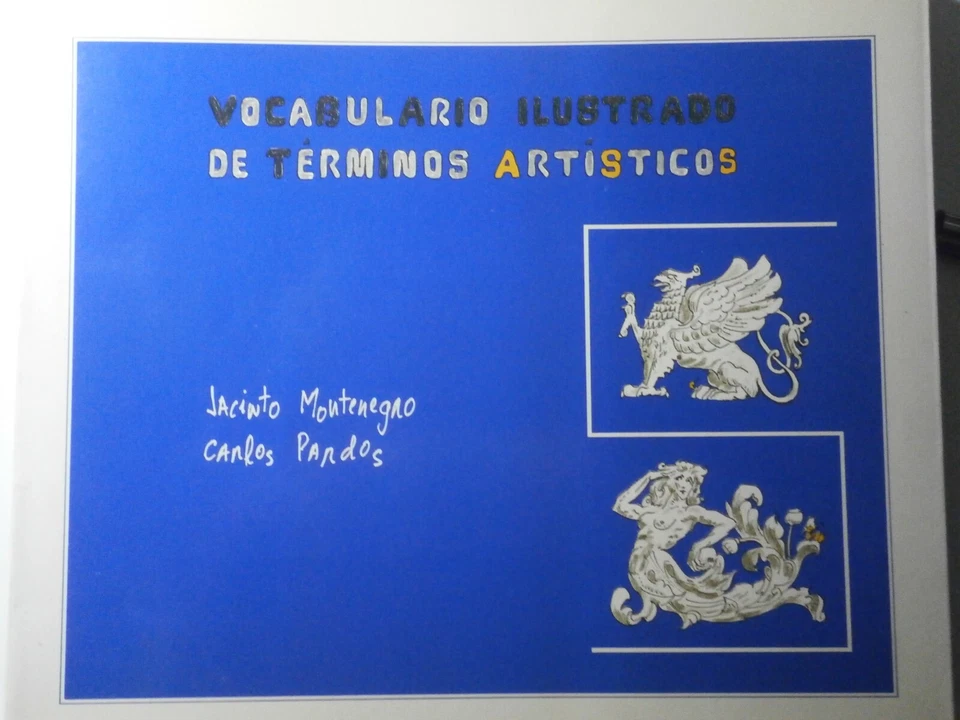 VOCABULARIO ILUSTRADO
DE TÉRMINOS ARTÍSTICOS
Jacinto Montenegro
Carlos Pardos